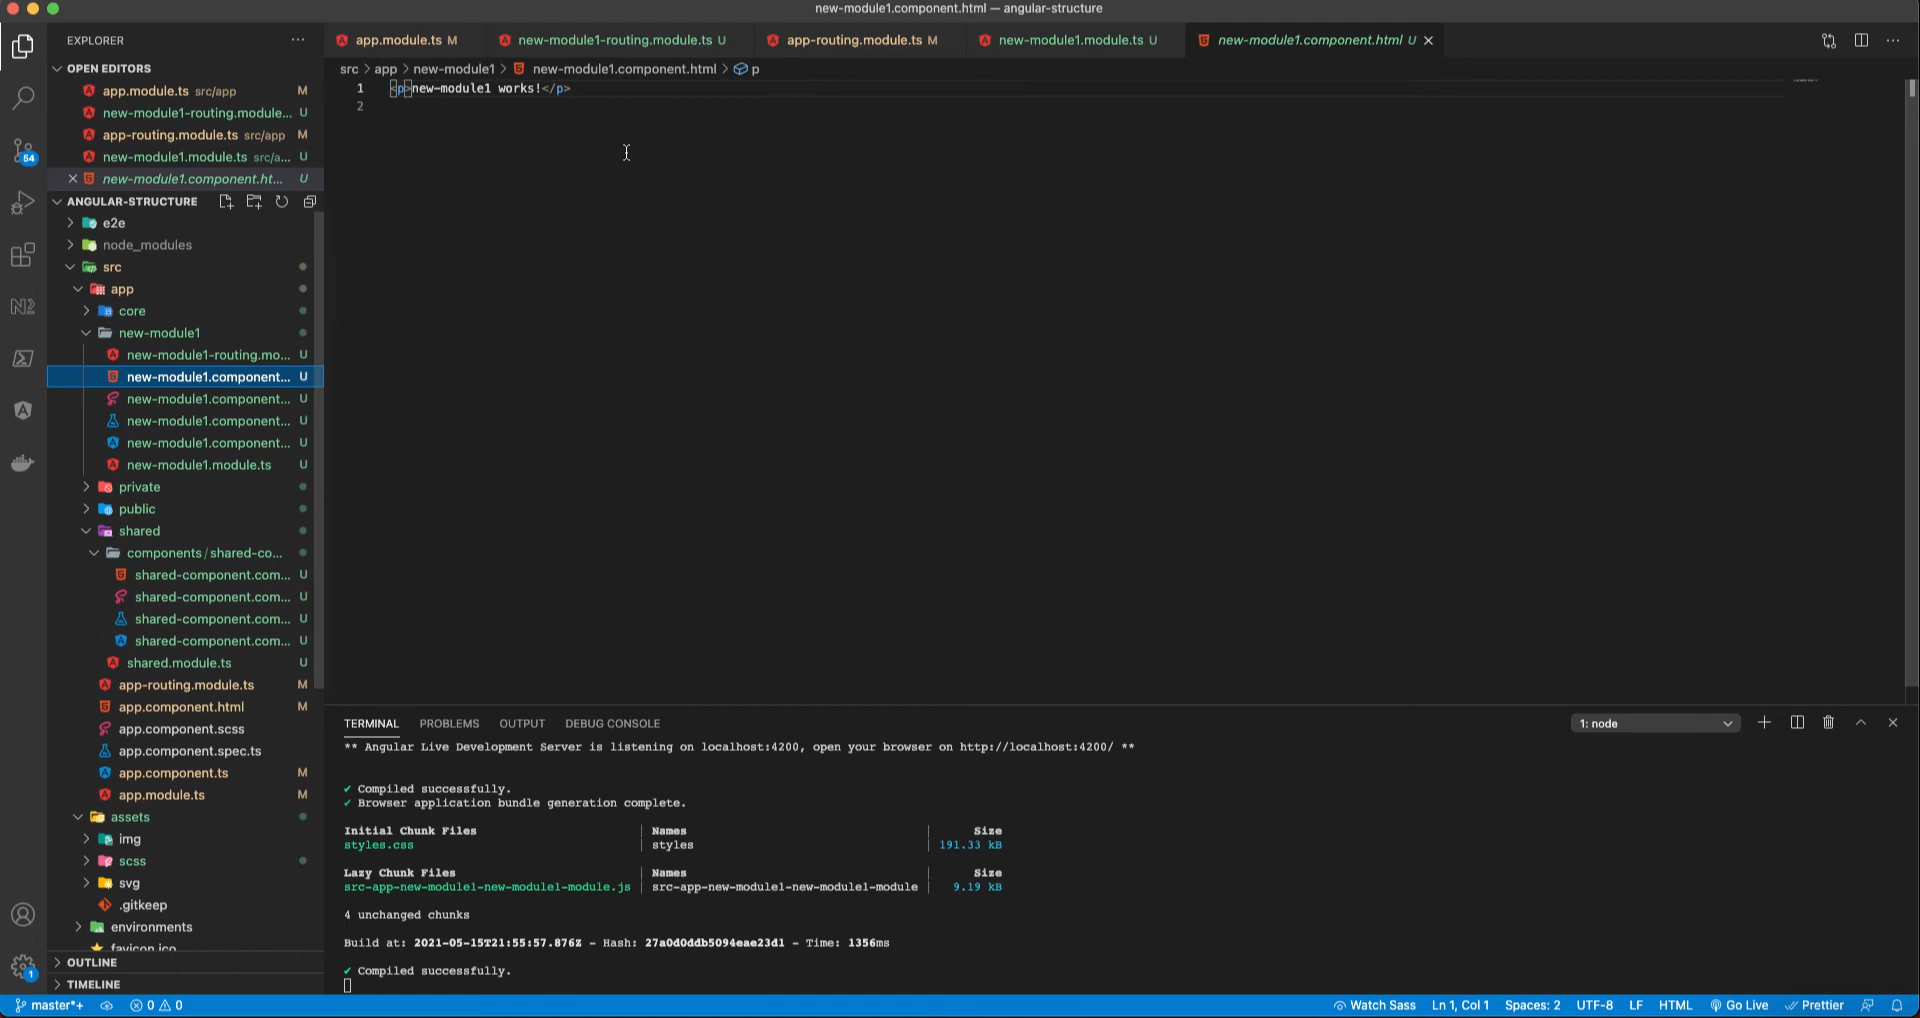 new-module1.component.html — angular-structure
EXPLORER
app.module.ts M
new-module1-routing.module.ts U
app-routing.module.ts M
new-module1.module.ts U
new-module1.component.html U
src > app > new-module1 > new-module1.component.html > p
OPEN EDITORS
app.module.ts src/app M
new-module1-routing.module... U
app-routing.module.ts src/app M
new-module1.module.ts src/a... U
new-module1.component.ht... U
ANGULAR-STRUCTURE
e2e
node_modules
src
app
core
new-module1
new-module1-routing.mo... U
new-module1.component... U
new-module1.component... U
new-module1.component... U
new-module1.component... U
new-module1.module.ts U
private
public
shared
components/shared-co...
shared-component.com... U
shared-component.com... U
shared-component.com... U
shared-component.com... U
shared.module.ts U
app-routing.module.ts M
app.component.html M
app.component.scss
app.component.spec.ts
app.component.ts M
app.module.ts M
assets
img
scss
svg
.gitkeep
environments
favicon.ico
OUTLINE
TIMELINE
54
1
1 <p>new-module1 works!</p>
2
TERMINAL PROBLEMS OUTPUT DEBUG CONSOLE
1: node
** Angular Live Development Server is listening on localhost:4200, open your browser on http://localhost:4200/ **
✓ Compiled successfully.
✓ Browser application bundle generation complete.
Initial Chunk Files | Names | Size
styles.css | styles | 191.33 kB
Lazy Chunk Files | Names | Size
src-app-new-module1-new-module1-module.js | src-app-new-module1-new-module1-module | 9.19 kB
4 unchanged chunks
Build at: 2021-05-15T21:55:57.876Z - Hash: 27a0d0ddb5094eae23d1 - Time: 1356ms
✓ Compiled successfully.
master*+ 0 0 Watch Sass Ln 1, Col 1 Spaces: 2 UTF-8 LF HTML Go Live Prettier